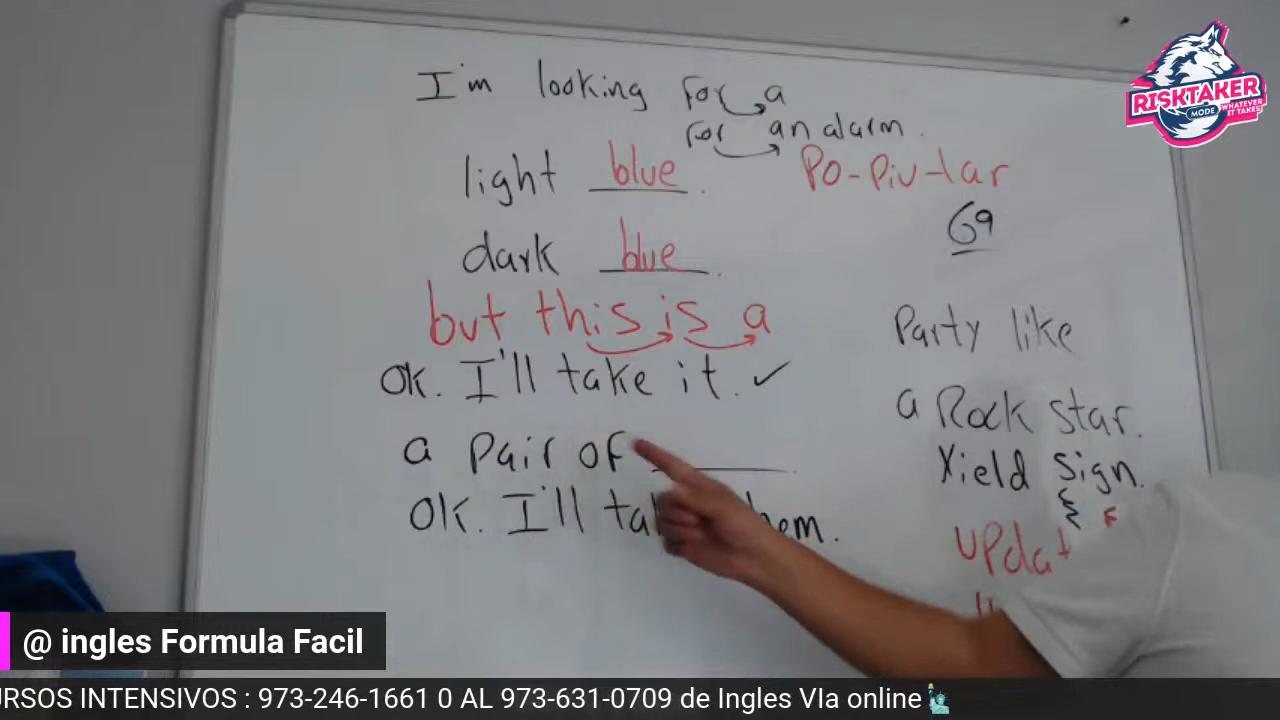 I'm looking for a
for an alarm.
light blue.
Po-piu-lar
69
dark blue.
but this is a
OK. I'll take it. ✓
a pair of ______
OK. I'll them.
Party like
a Rock star.
Yield Sign.
RISKTAKER
MODE
WHATEVER
IT TAKES
@ ingles Formula Facil
URSOS INTENSIVOS : 973-246-1661 0 AL 973-631-0709 de Ingles VIa online🗽